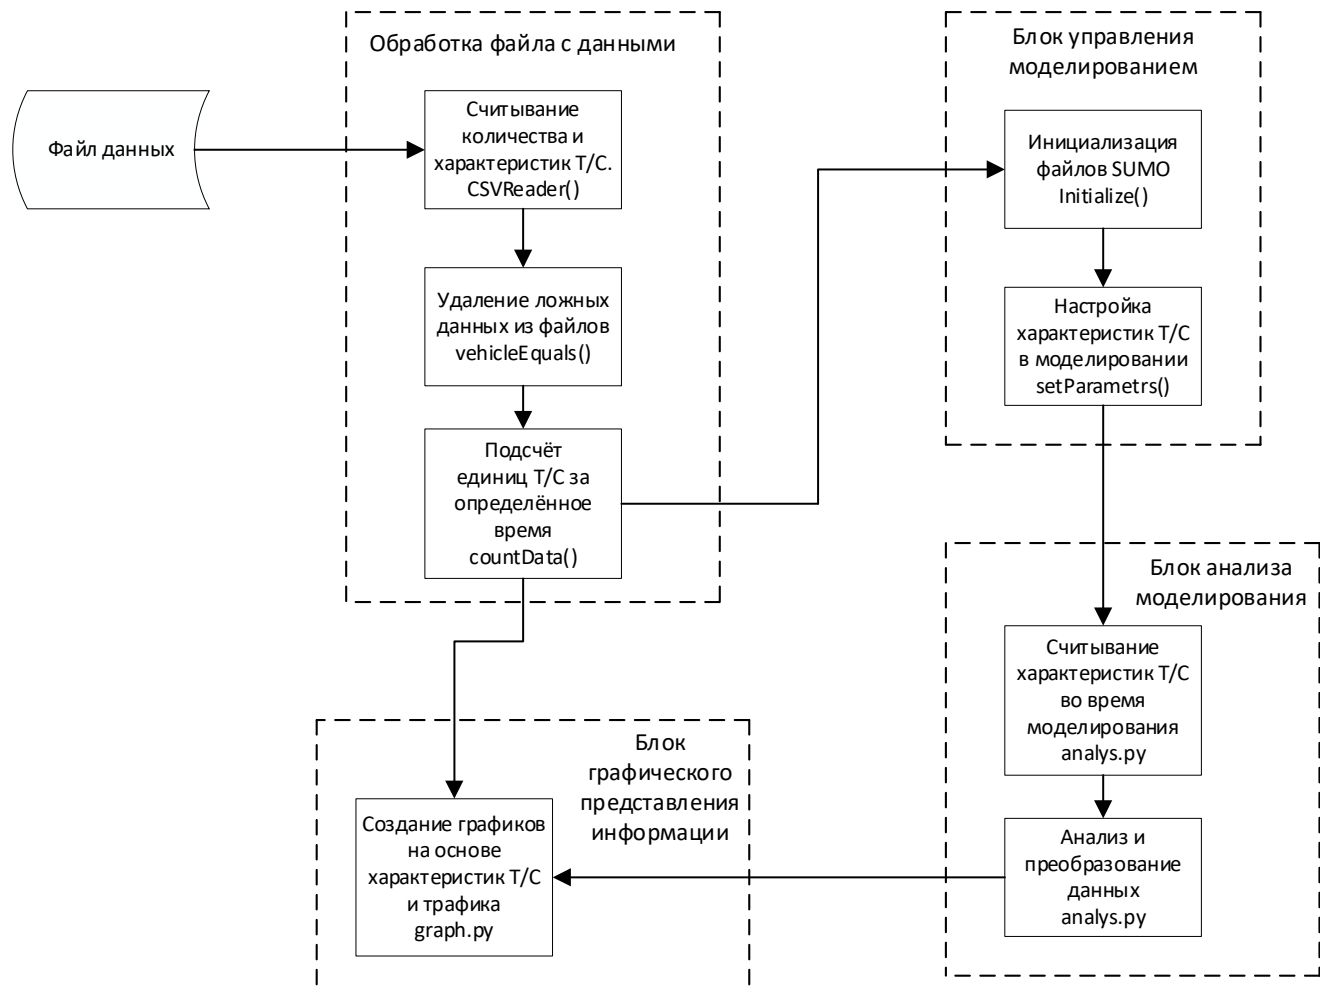 Обработка файла с данными
Файл данных
Считывание
количества и
характеристик Т/С.
CSVReader()
Удаление ложных
данных из файлов
vehicleEquals()
Подсчёт
единиц Т/С за
определённое
время
countData()
Блок управления
моделированием
Инициализация
файлов SUMO
Initialize()
Настройка
характеристик Т/С
в моделировании
setParametrs()
Блок анализа
моделирования
Считывание
характеристик Т/С
во время
моделирования
analys.py
Анализ и
преобразование
данных
analys.py
Блок
графического
представления
информации
Создание графиков
на основе
характеристик Т/С
и трафика
graph.py